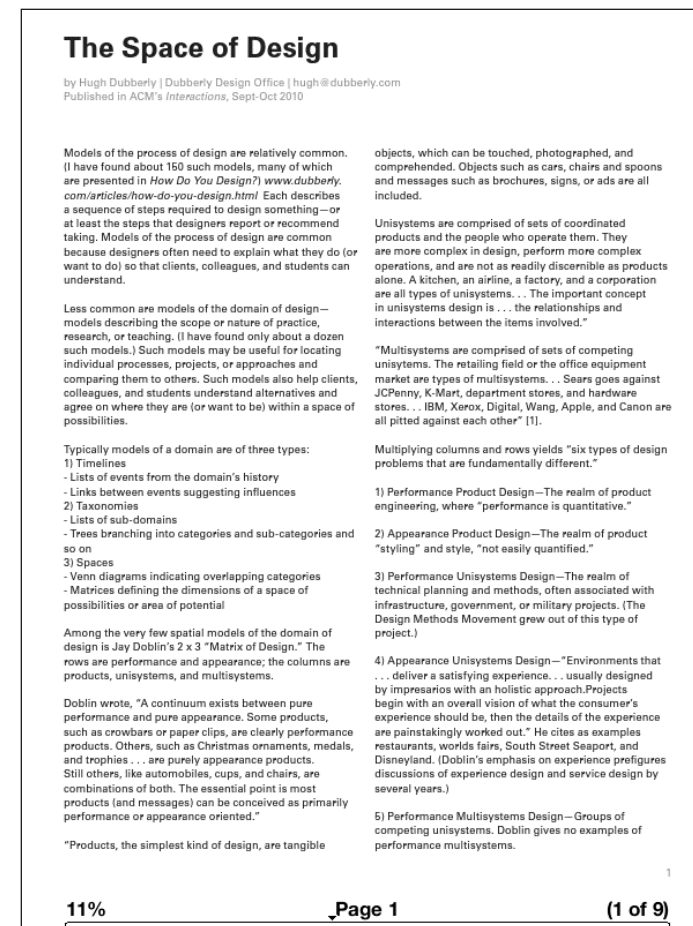 The Space of Design
by Hugh Dubberly | Dubberly Design Office | hugh@dubberly.com
Published in ACM's Interactions, Sept-Oct 2010
Models of the process of design are relatively common.
(I have found about 150 such models, many of which
are presented in How Do You Design?) www.dubberly.
com/articles/how-do-you-design.html Each describes
a sequence of steps required to design something—or
at least the steps that designers report or recommend
taking. Models of the process of design are common
because designers often need to explain what they do (or
want to do) so that clients, colleagues, and students can
understand.
Less common are models of the domain of design—
models describing the scope or nature of practice,
research, or teaching. (I have found only about a dozen
such models.) Such models may be useful for locating
individual processes, projects, or approaches and
comparing them to others. Such models also help clients,
colleagues, and students understand alternatives and
agree on where they are (or want to be) within a space of
possibilities.
Typically models of a domain are of three types:
1) Timelines
- Lists of events from the domain's history
- Links between events suggesting influences
2) Taxonomies
- Lists of sub-domains
- Trees branching into categories and sub-categories and
so on
3) Spaces
- Venn diagrams indicating overlapping categories
- Matrices defining the dimensions of a space of
possibilities or area of potential
Among the very few spatial models of the domain of
design is Jay Doblin's 2 x 3 "Matrix of Design." The
rows are performance and appearance; the columns are
products, unisystems, and multisystems.
Doblin wrote, "A continuum exists between pure
performance and pure appearance. Some products,
such as crowbars or paper clips, are clearly performance
products. Others, such as Christmas ornaments, medals,
and trophies . . . are purely appearance products.
Still others, like automobiles, cups, and chairs, are
combinations of both. The essential point is most
products (and messages) can be conceived as primarily
performance or appearance oriented."
"Products, the simplest kind of design, are tangible
objects, which can be touched, photographed, and
comprehended. Objects such as cars, chairs and spoons
and messages such as brochures, signs, or ads are all
included.
Unisystems are comprised of sets of coordinated
products and the people who operate them. They
are more complex in design, perform more complex
operations, and are not as readily discernible as products
alone. A kitchen, an airline, a factory, and a corporation
are all types of unisystems. . . The important concept
in unisystems design is . . . the relationships and
interactions between the items involved."
"Multisystems are comprised of sets of competing
unisytems. The retailing field or the office equipment
market are types of multisystems. . . Sears goes against
JCPenny, K-Mart, department stores, and hardware
stores. . . IBM, Xerox, Digital, Wang, Apple, and Canon are
all pitted against each other" [1].
Multiplying columns and rows yields "six types of design
problems that are fundamentally different."
1) Performance Product Design—The realm of product
engineering, where "performance is quantitative."
2) Appearance Product Design—The realm of product
"styling" and style, "not easily quantified."
3) Performance Unisystems Design—The realm of
technical planning and methods, often associated with
infrastructure, government, or military projects. (The
Design Methods Movement grew out of this type of
project.)
4) Appearance Unisystems Design—"Environments that
. . . deliver a satisfying experience. . . usually designed
by impresarios with an holistic approach.Projects
begin with an overall vision of what the consumer's
experience should be, then the details of the experience
are painstakingly worked out." He cites as examples
restaurants, worlds fairs, South Street Seaport, and
Disneyland. (Doblin's emphasis on experience prefigures
discussions of experience design and service design by
several years.)
5) Performance Multisystems Design—Groups of
competing unisystems. Doblin gives no examples of
performance multisystems.
1
11% Page 1 (1 of 9)